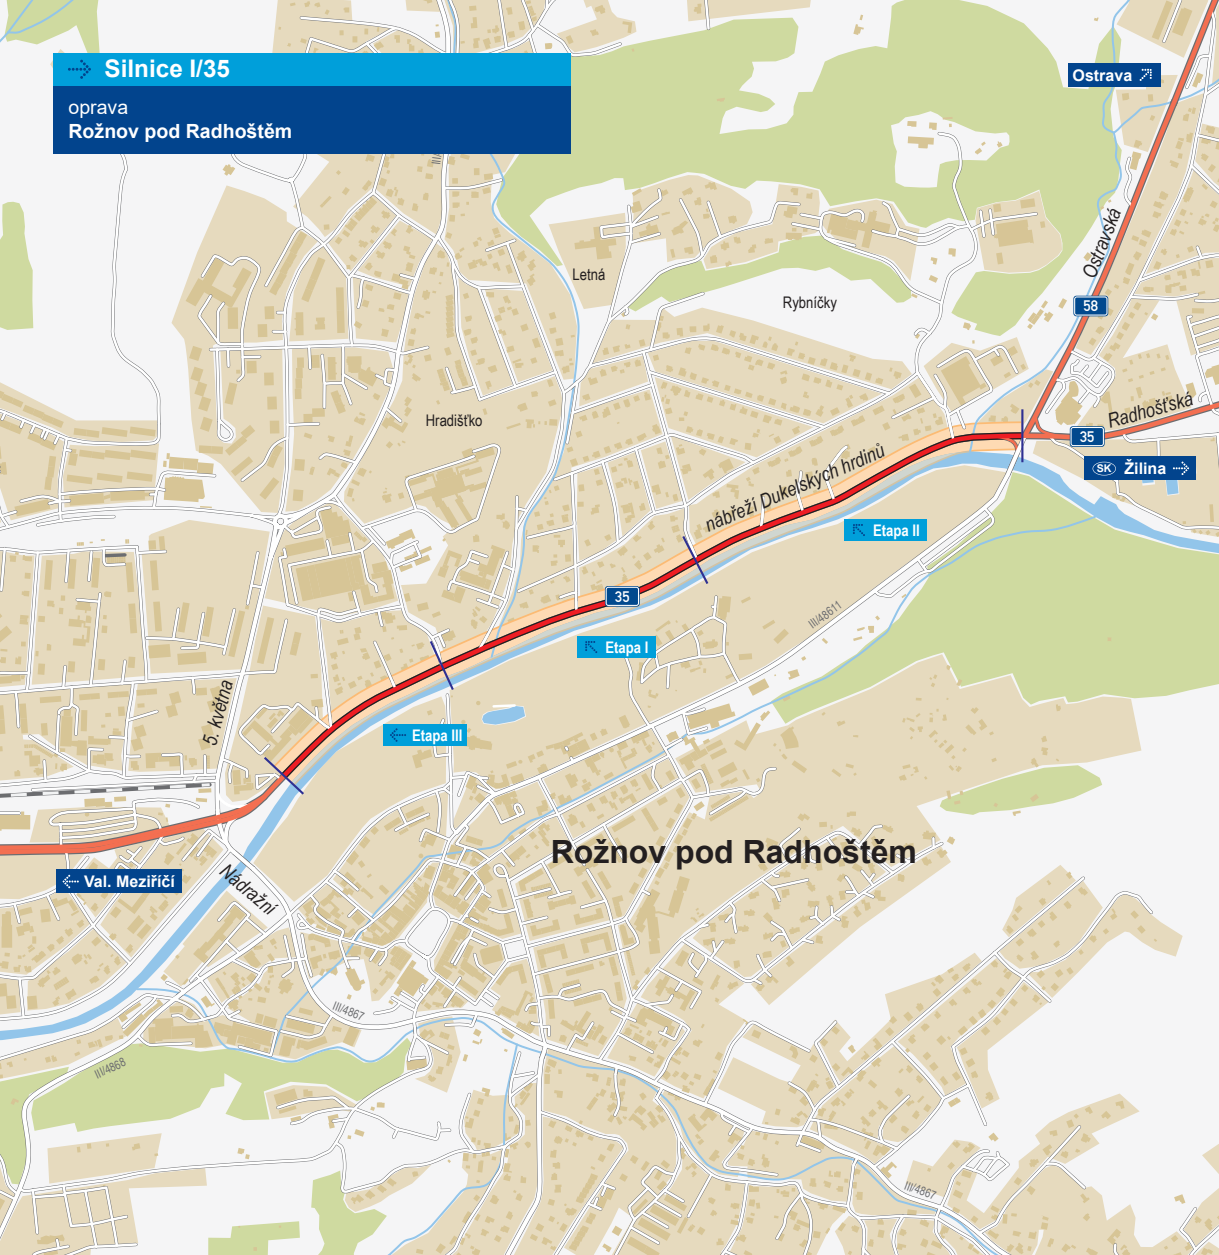 Silnice I/35
oprava
Rožnov pod Radhoštěm
Ostrava
Ostravská
Letná
Rybníčky
58
Radhošťská
35
SK Žilina
Hradišťko
nábřeží Dukelských hrdinů
Etapa II
35
III/48611
Etapa I
5. května
Etapa III
Rožnov pod Radhoštěm
Val. Meziříčí
Nádražní
III/4867
III/4868
III/4867